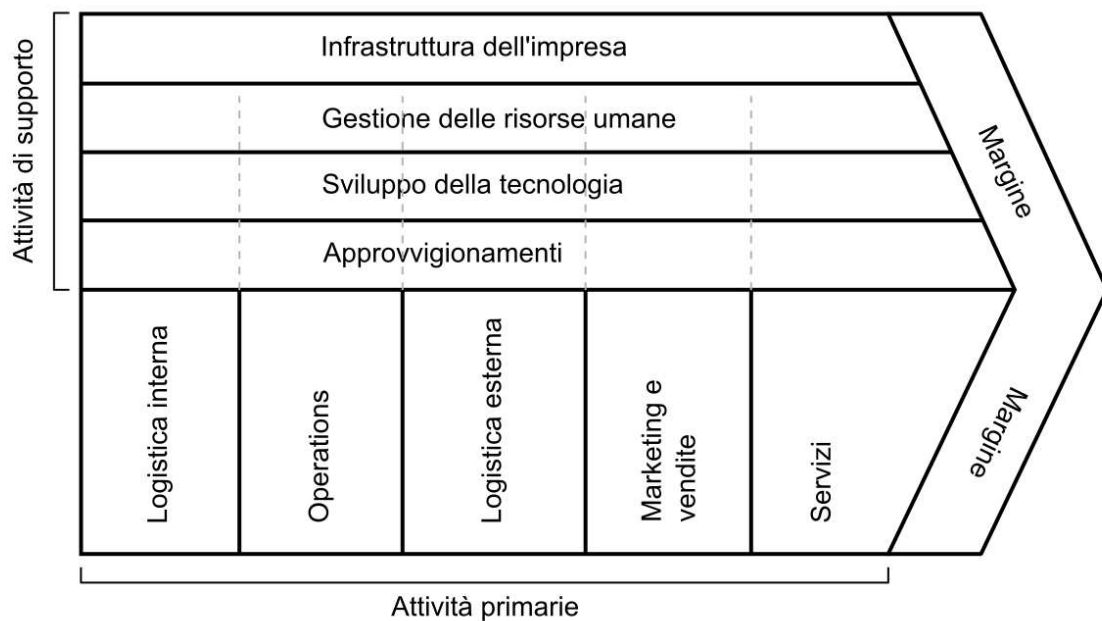 Attività di supporto
Infrastruttura dell'impresa
Gestione delle risorse umane
Sviluppo della tecnologia
Approvvigionamenti
Margine
Logistica interna
Operations
Logistica esterna
Marketing e
vendite
Servizi
Margine
Attività primarie